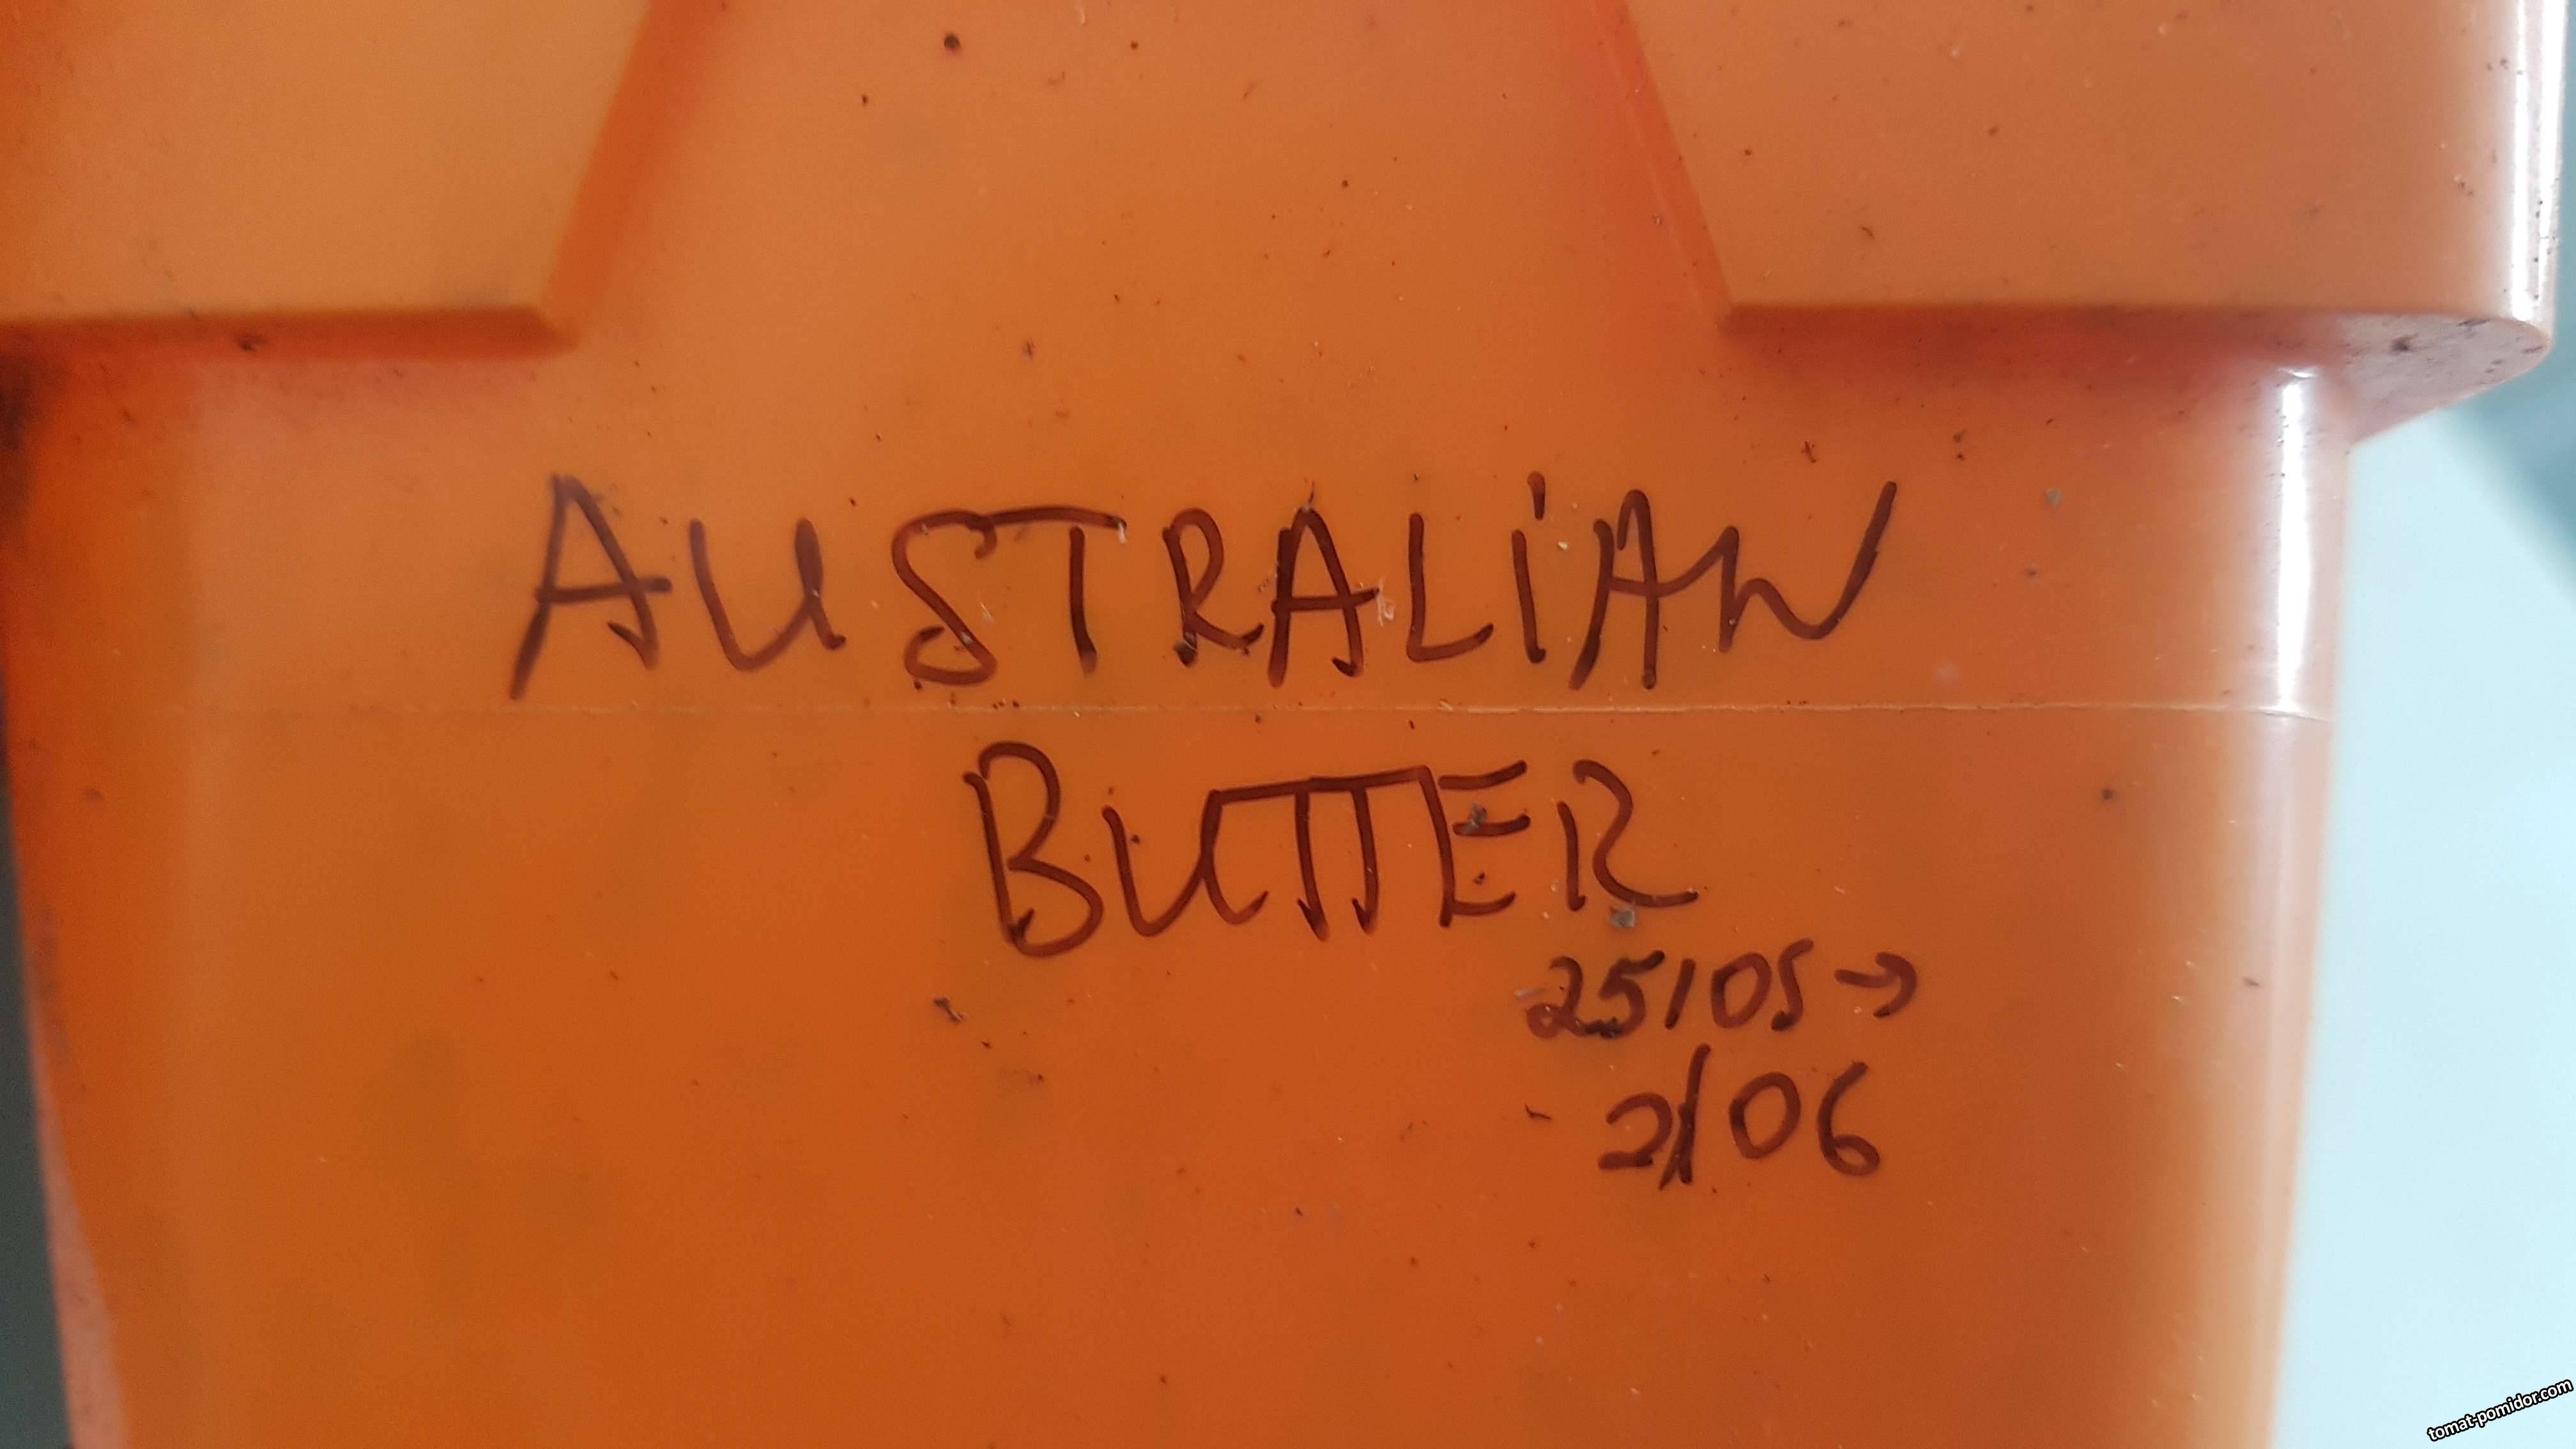 AUSTRALiAN
BUTTER
25/05→
2/06
tomat-pomidor.com